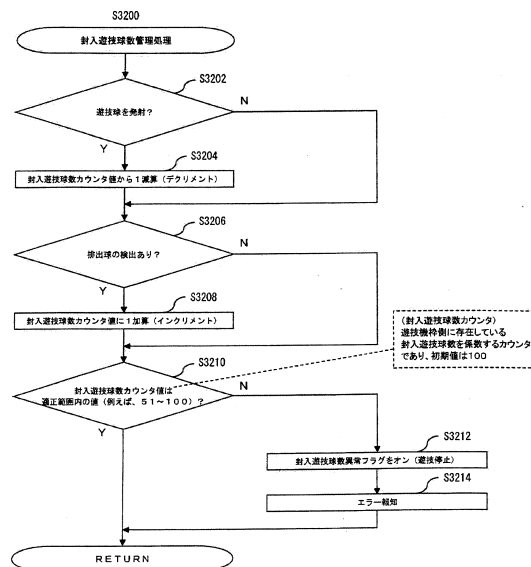 S3200
封入遊技球数管理処理
S3202
遊技球を発射？
N
Y
S3204
封入遊技球数カウンタ値から１減算（デクリメント）
S3206
排出球の検出あり？
N
Y
S3208
封入遊技球数カウンタ値に１加算（インクリメント）
（封入遊技球数カウンタ）
遊技機枠側に存在している
封入遊技球数を係数するカウンタ
であり、初期値は100
S3210
封入遊技球数カウンタ値は
適正範囲内の値（例えば、５１～１００）？
N
Y
S3212
封入遊技球数異常フラグをオン（遊技停止）
S3214
エラー報知
RETURN